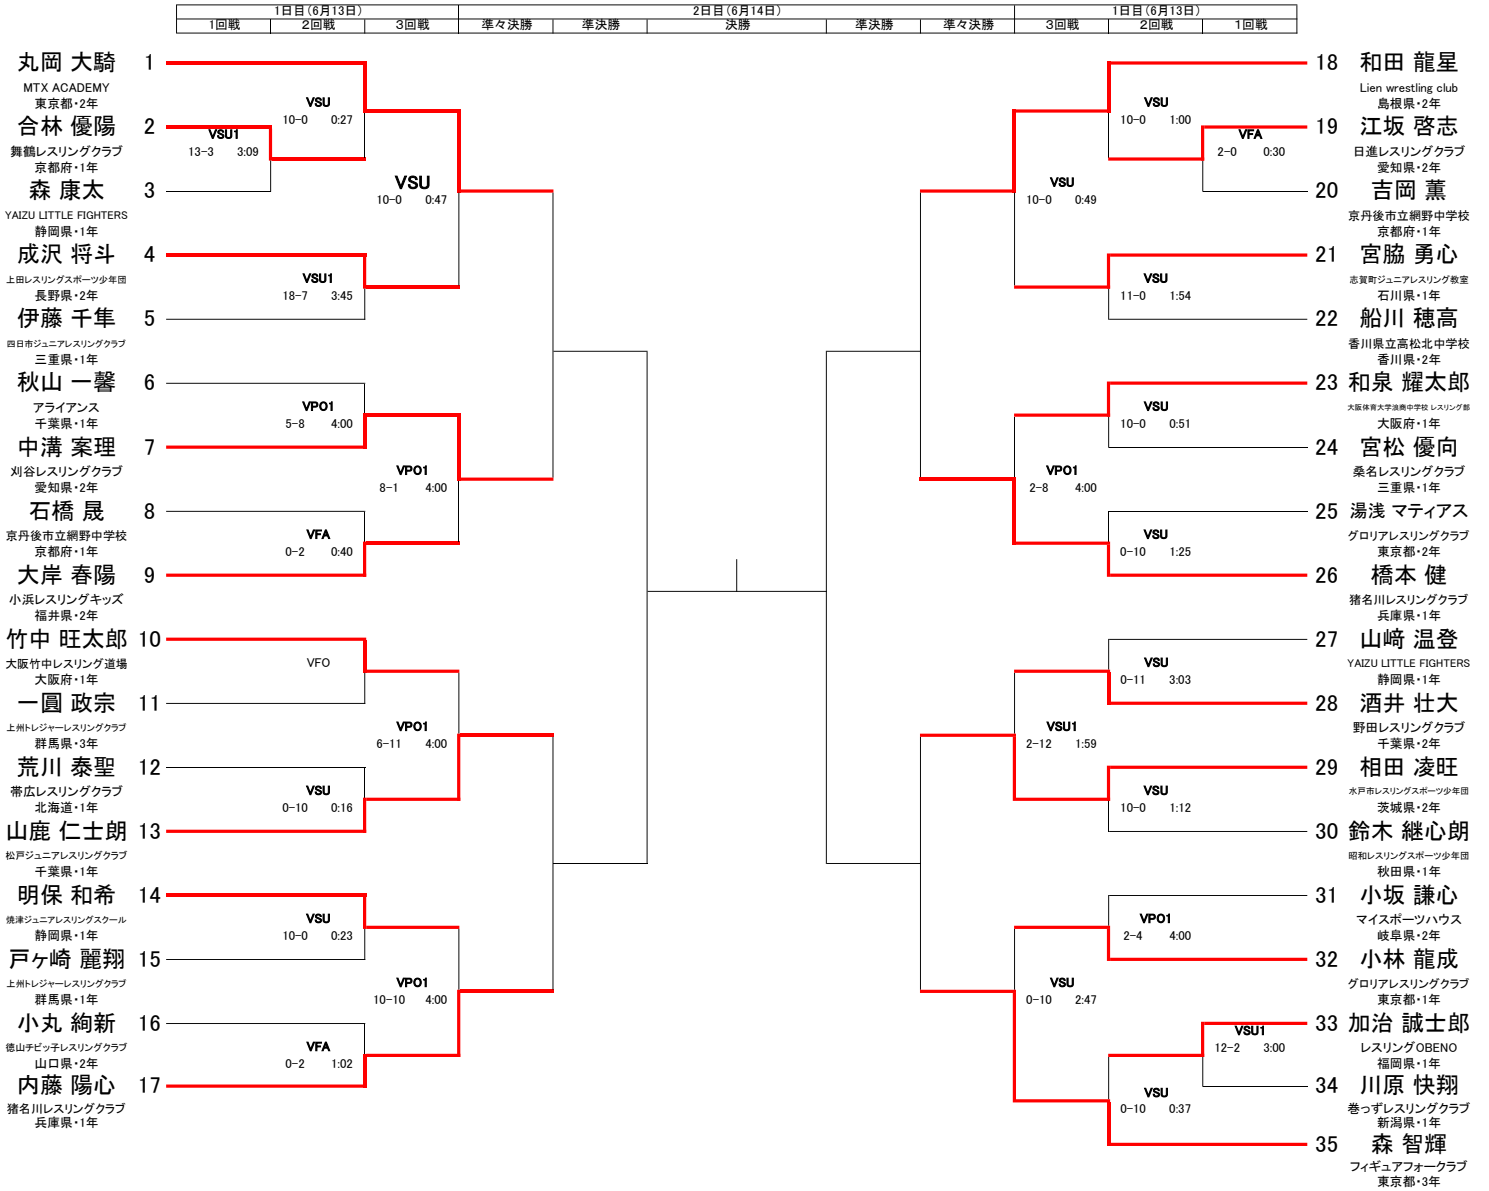 1日目(6月13日) 2日目(6月14日) 1日目(6月13日)
1回戦 2回戦 3回戦 準々決勝 準決勝 決勝 準決勝 準々決勝 3回戦 2回戦 1回戦
丸岡 大騎 1
MTX ACADEMY
東京都・2年
VSU
10-0 0:27
合林 優陽 2
舞鶴レスリングクラブ
京都府・1年
VSU1
13-3 3:09
森 康太 3
YAIZU LITTLE FIGHTERS
静岡県・1年
VSU
10-0 0:47
成沢 将斗 4
上田レスリングスポーツ少年団
長野県・2年
VSU1
18-7 3:45
伊藤 千隼 5
四日市ジュニアレスリングクラブ
三重県・1年
秋山 一馨 6
アライアンス
千葉県・1年
VPO1
5-8 4:00
中溝 案理 7
刈谷レスリングクラブ
愛知県・2年
VPO1
8-1 4:00
石橋 晟 8
京丹後市立網野中学校
京都府・1年
VFA
0-2 0:40
大岸 春陽 9
小浜レスリングキッズ
福井県・2年
竹中 旺太郎 10
大阪竹中レスリング道場
大阪府・1年
VFO
一圓 政宗 11
上州トレジャーレスリングクラブ
群馬県・3年
VPO1
6-11 4:00
荒川 泰聖 12
帯広レスリングクラブ
北海道・1年
VSU
0-10 0:16
山鹿 仁士朗 13
松戸ジュニアレスリングクラブ
千葉県・1年
明保 和希 14
焼津ジュニアレスリングスクール
静岡県・1年
VSU
10-0 0:23
戸ヶ崎 麗翔 15
上州トレジャーレスリングクラブ
群馬県・1年
VPO1
10-10 4:00
小丸 絢新 16
徳山チビッ子レスリングクラブ
山口県・2年
VFA
0-2 1:02
内藤 陽心 17
猪名川レスリングクラブ
兵庫県・1年
18 和田 龍星
Lien wrestling club
島根県・2年
VSU
10-0 1:00
19 江坂 啓志
日進レスリングクラブ
愛知県・2年
VFA
2-0 0:30
20 吉岡 薫
京丹後市立網野中学校
京都府・1年
VSU
10-0 0:49
21 宮脇 勇心
志賀町ジュニアレスリング教室
石川県・1年
VSU
11-0 1:54
22 船川 穂高
香川県立高松北中学校
香川県・2年
23 和泉 耀太郎
大阪体育大学浪商中学校 レスリング部
大阪府・1年
VSU
10-0 0:51
24 宮松 優向
桑名レスリングクラブ
三重県・1年
VPO1
2-8 4:00
25 湯浅 マティアス
グロリアレスリングクラブ
東京都・2年
VSU
0-10 1:25
26 橋本 健
猪名川レスリングクラブ
兵庫県・1年
27 山﨑 温登
YAIZU LITTLE FIGHTERS
静岡県・1年
VSU
0-11 3:03
28 酒井 壮大
野田レスリングクラブ
千葉県・2年
VSU1
2-12 1:59
29 相田 凌旺
水戸市レスリングスポーツ少年団
茨城県・2年
VSU
10-0 1:12
30 鈴木 継心朗
昭和レスリングスポーツ少年団
秋田県・1年
31 小坂 謙心
マイスポーツハウス
岐阜県・2年
VPO1
2-4 4:00
32 小林 龍成
グロリアレスリングクラブ
東京都・1年
VSU
0-10 2:47
33 加治 誠士郎
レスリングOBENO
福岡県・1年
VSU1
12-2 3:00
34 川原 快翔
巻っずレスリングクラブ
新潟県・1年
VSU
0-10 0:37
35 森 智輝
フィギュアフォークラブ
東京都・3年